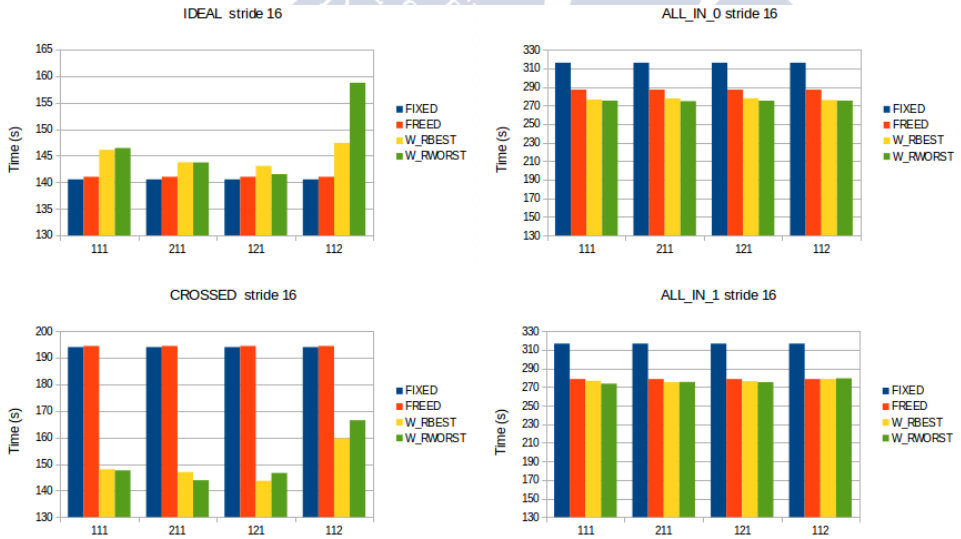 IDEAL stride 16
165
160
155
150
145
140
135
130
Time (s)
111
211
121
112
FIXED
FREED
W_RBEST
W_RWORST
ALL_IN_0 stride 16
330
310
290
270
250
230
210
190
170
150
130
Time (s)
111
211
121
112
FIXED
FREED
W_RBEST
W_RWORST
CROSSED stride 16
200
190
180
170
160
150
140
130
Time (s)
111
211
121
112
FIXED
FREED
W_RBEST
W_RWORST
ALL_IN_1 stride 16
330
310
290
270
250
230
210
190
170
150
130
Time (s)
111
211
121
112
FIXED
FREED
W_RBEST
W_RWORST